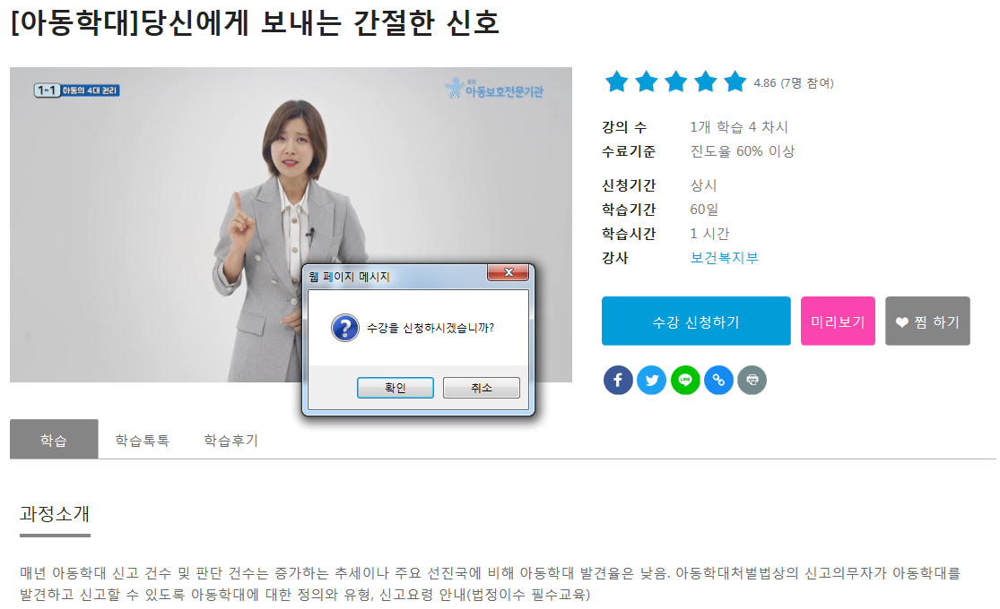 [아동학대]당신에게 보내는 간절한 신호
1-1 아동의 4대 권리
아동보호전문기관
4.86 (7명 참여)
강의 수 1개 학습 4 차시
수료기준 진도율 60% 이상
신청기간 상시
학습기간 60일
학습시간 1 시간
강사 보건복지부
웹 페이지 메시지
수강을 신청하시겠습니까?
확인 취소
수강 신청하기 미리보기 찜 하기
LINE
학습 학습톡톡 학습후기
과정소개
매년 아동학대 신고 건수 및 판단 건수는 증가하는 추세이나 주요 선진국에 비해 아동학대 발견율은 낮음. 아동학대처벌법상의 신고의무자가 아동학대를
발견하고 신고할 수 있도록 아동학대에 대한 정의와 유형, 신고요령 안내(법정이수 필수교육)